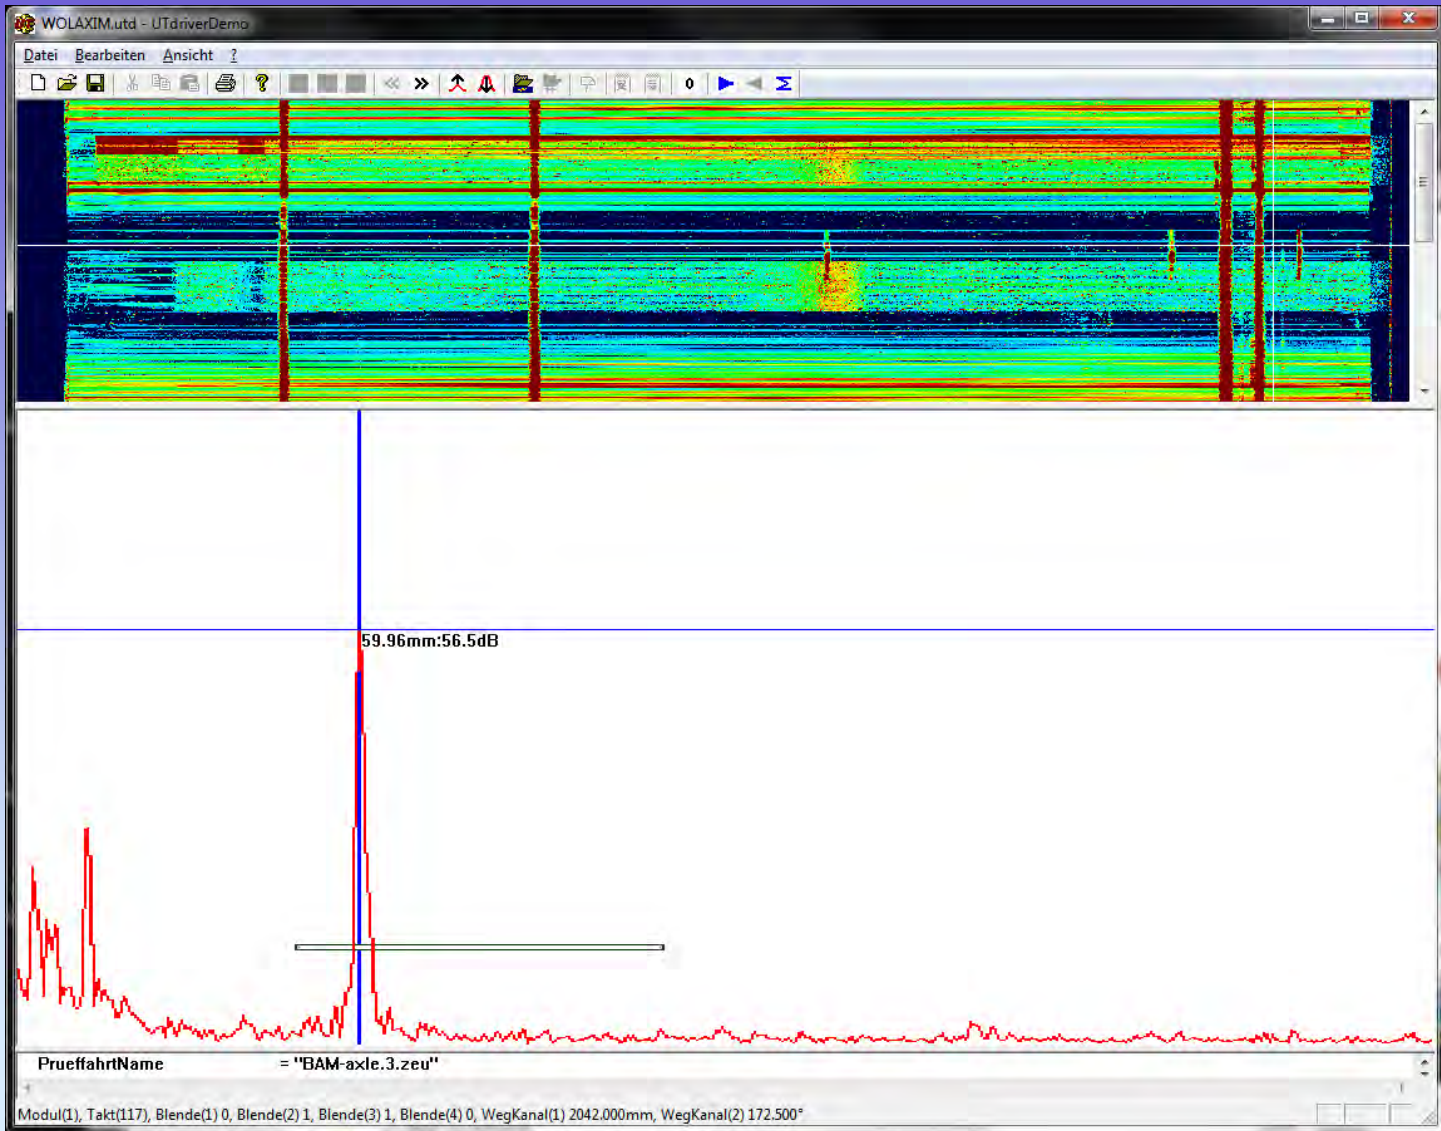 WOLAXIM.utd - UTdriverDemo
Datei Bearbeiten Ansicht ?
0
59.96mm:56.5dB
PrueffahrtName = "BAM-axle.3.zeu"
Modul(1), Takt(117), Blende(1) 0, Blende(2) 1, Blende(3) 1, Blende(4) 0, WegKanal(1) 2042.000mm, WegKanal(2) 172.500°